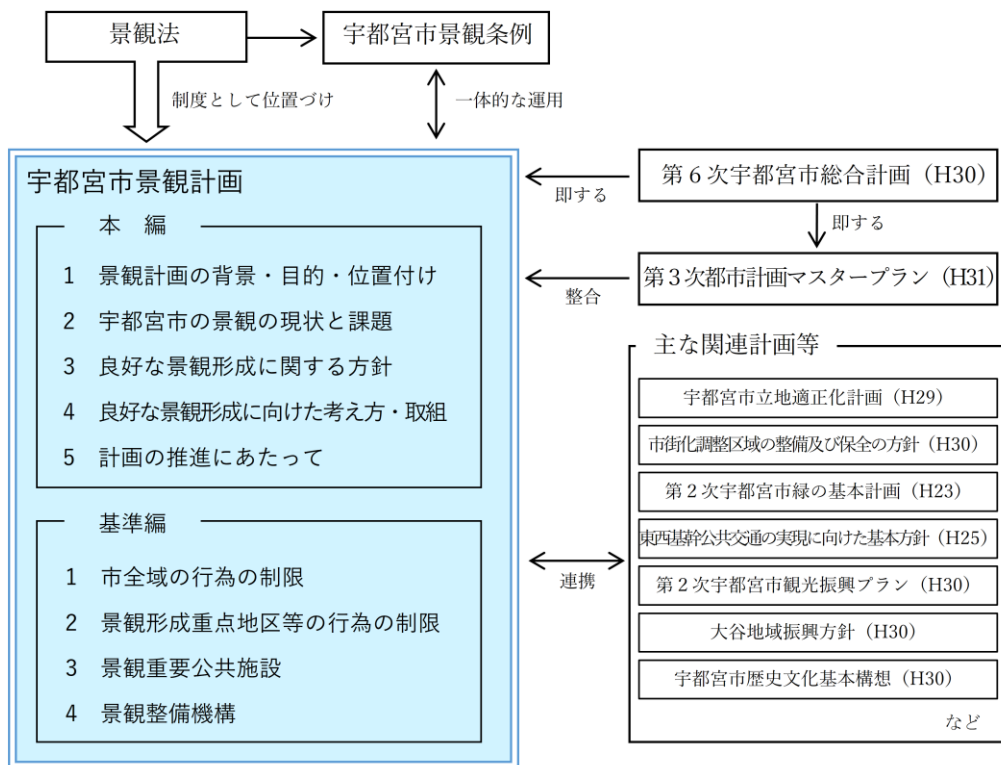 景観法
宇都宮市景観条例
制度として位置づけ
一体的な運用
宇都宮市景観計画
本 編
1 景観計画の背景・目的・位置付け
2 宇都宮市の景観の現状と課題
3 良好な景観形成に関する方針
4 良好な景観形成に向けた考え方・取組
5 計画の推進にあたって
基準編
1 市全域の行為の制限
2 景観形成重点地区等の行為の制限
3 景観重要公共施設
4 景観整備機構
第6次宇都宮市総合計画（H30）
即する
即する
第3次都市計画マスタープラン（H31）
整合
主な関連計画等
宇都宮市立地適正化計画（H29）
市街化調整区域の整備及び保全の方針（H30）
第2次宇都宮市緑の基本計画（H23）
東西基幹公共交通の実現に向けた基本方針（H25）
連携
第2次宇都宮市観光振興プラン（H30）
大谷地域振興方針（H30）
宇都宮市歴史文化基本構想（H30）
など